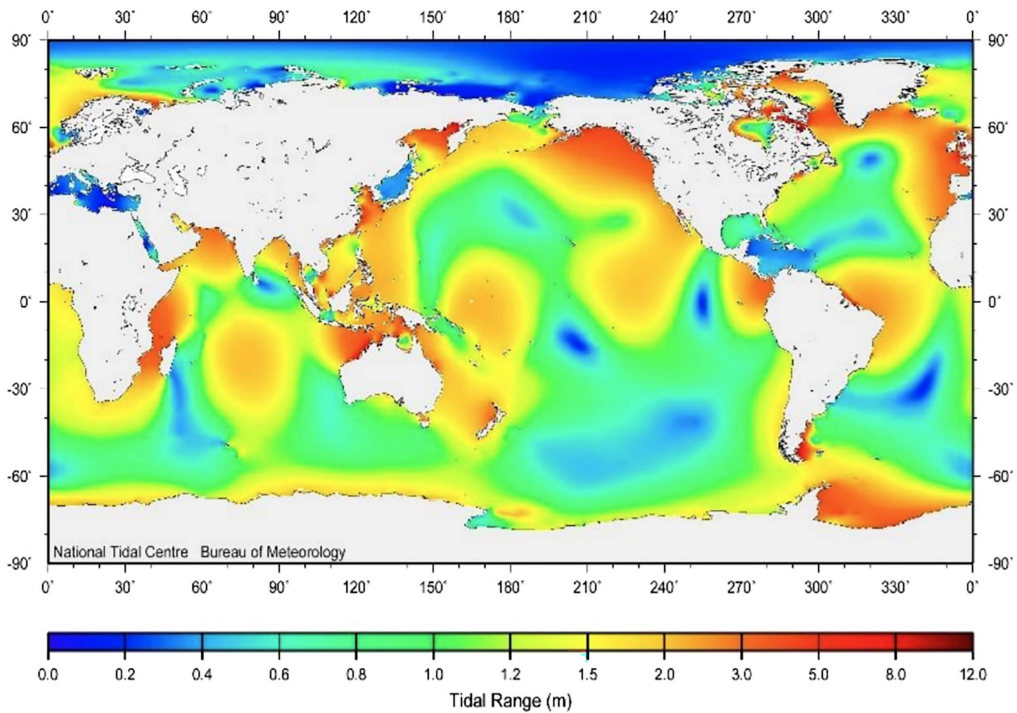 0° 30° 60° 90° 120° 150° 180° 210° 240° 270° 300° 330° 0°
90° 90°
60° 60°
30° 30°
0° 0°
-30° -30°
-60° -60°
National Tidal Centre Bureau of Meteorology
-90° -90°
0° 30° 60° 90° 120° 150° 180° 210° 240° 270° 300° 330° 0°
0.0 0.2 0.4 0.6 0.8 1.0 1.2 1.5 2.0 3.0 5.0 8.0 12.0
Tidal Range (m)